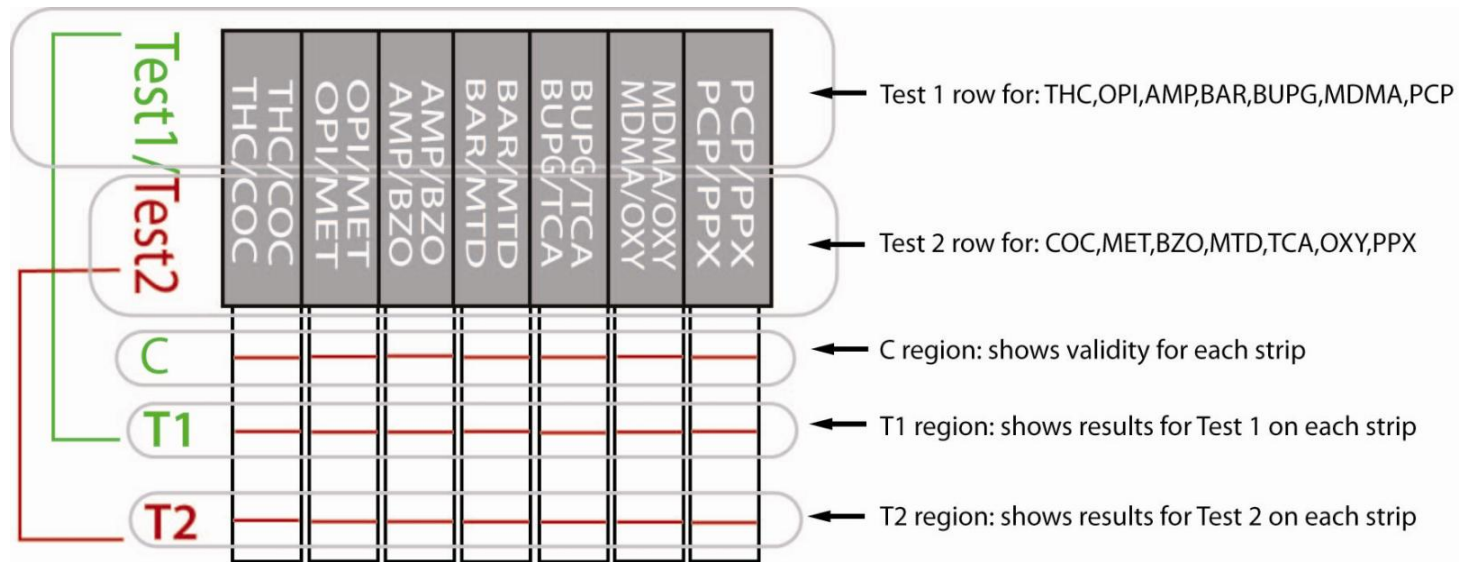 Test1/Test2
THC/COC
THC/COC
OPI/MET
OPI/MET
AMP/BZO
AMP/BZO
BAR/MTD
BAR/MTD
BUPG/TCA
BUPG/TCA
MDMA/OXY
MDMA/OXY
PCP/PPX
PCP/PPX
Test 1 row for: THC,OPI,AMP,BAR,BUPG,MDMA,PCP
Test 2 row for: COC,MET,BZO,MTD,TCA,OXY,PPX
C
C region: shows validity for each strip
T1
T1 region: shows results for Test 1 on each strip
T2
T2 region: shows results for Test 2 on each strip